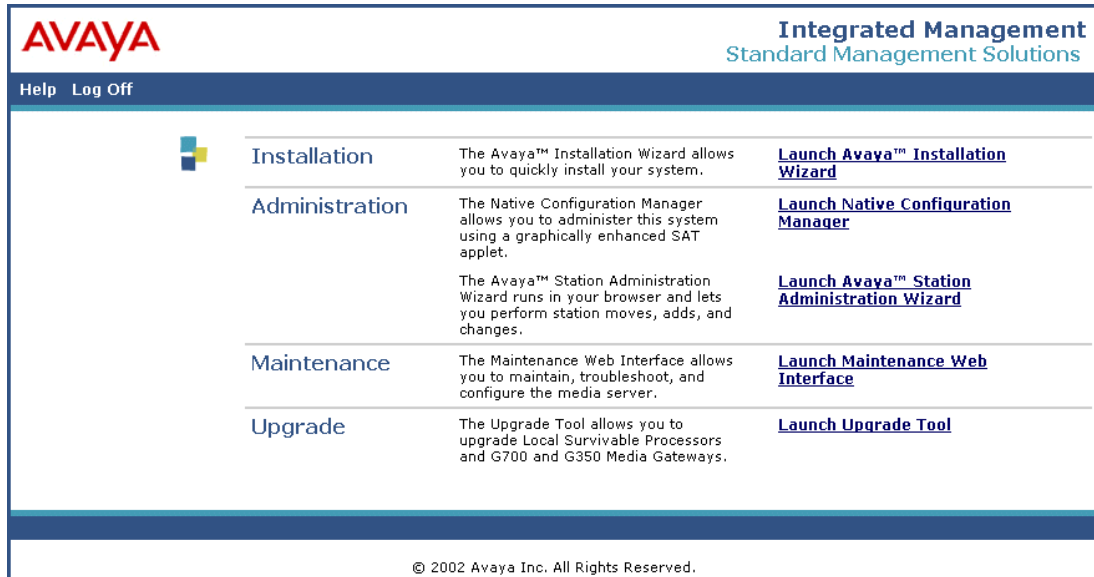 AVAYA
Integrated Management
Standard Management Solutions
Help Log Off
Installation
The Avaya™ Installation Wizard allows
you to quickly install your system.
Launch Avaya™ Installation
Wizard
Administration
The Native Configuration Manager
allows you to administer this system
using a graphically enhanced SAT
applet.
Launch Native Configuration
Manager
The Avaya™ Station Administration
Wizard runs in your browser and lets
you perform station moves, adds, and
changes.
Launch Avaya™ Station
Administration Wizard
Maintenance
The Maintenance Web Interface allows
you to maintain, troubleshoot, and
configure the media server.
Launch Maintenance Web
Interface
Upgrade
The Upgrade Tool allows you to
upgrade Local Survivable Processors
and G700 and G350 Media Gateways.
Launch Upgrade Tool
© 2002 Avaya Inc. All Rights Reserved.